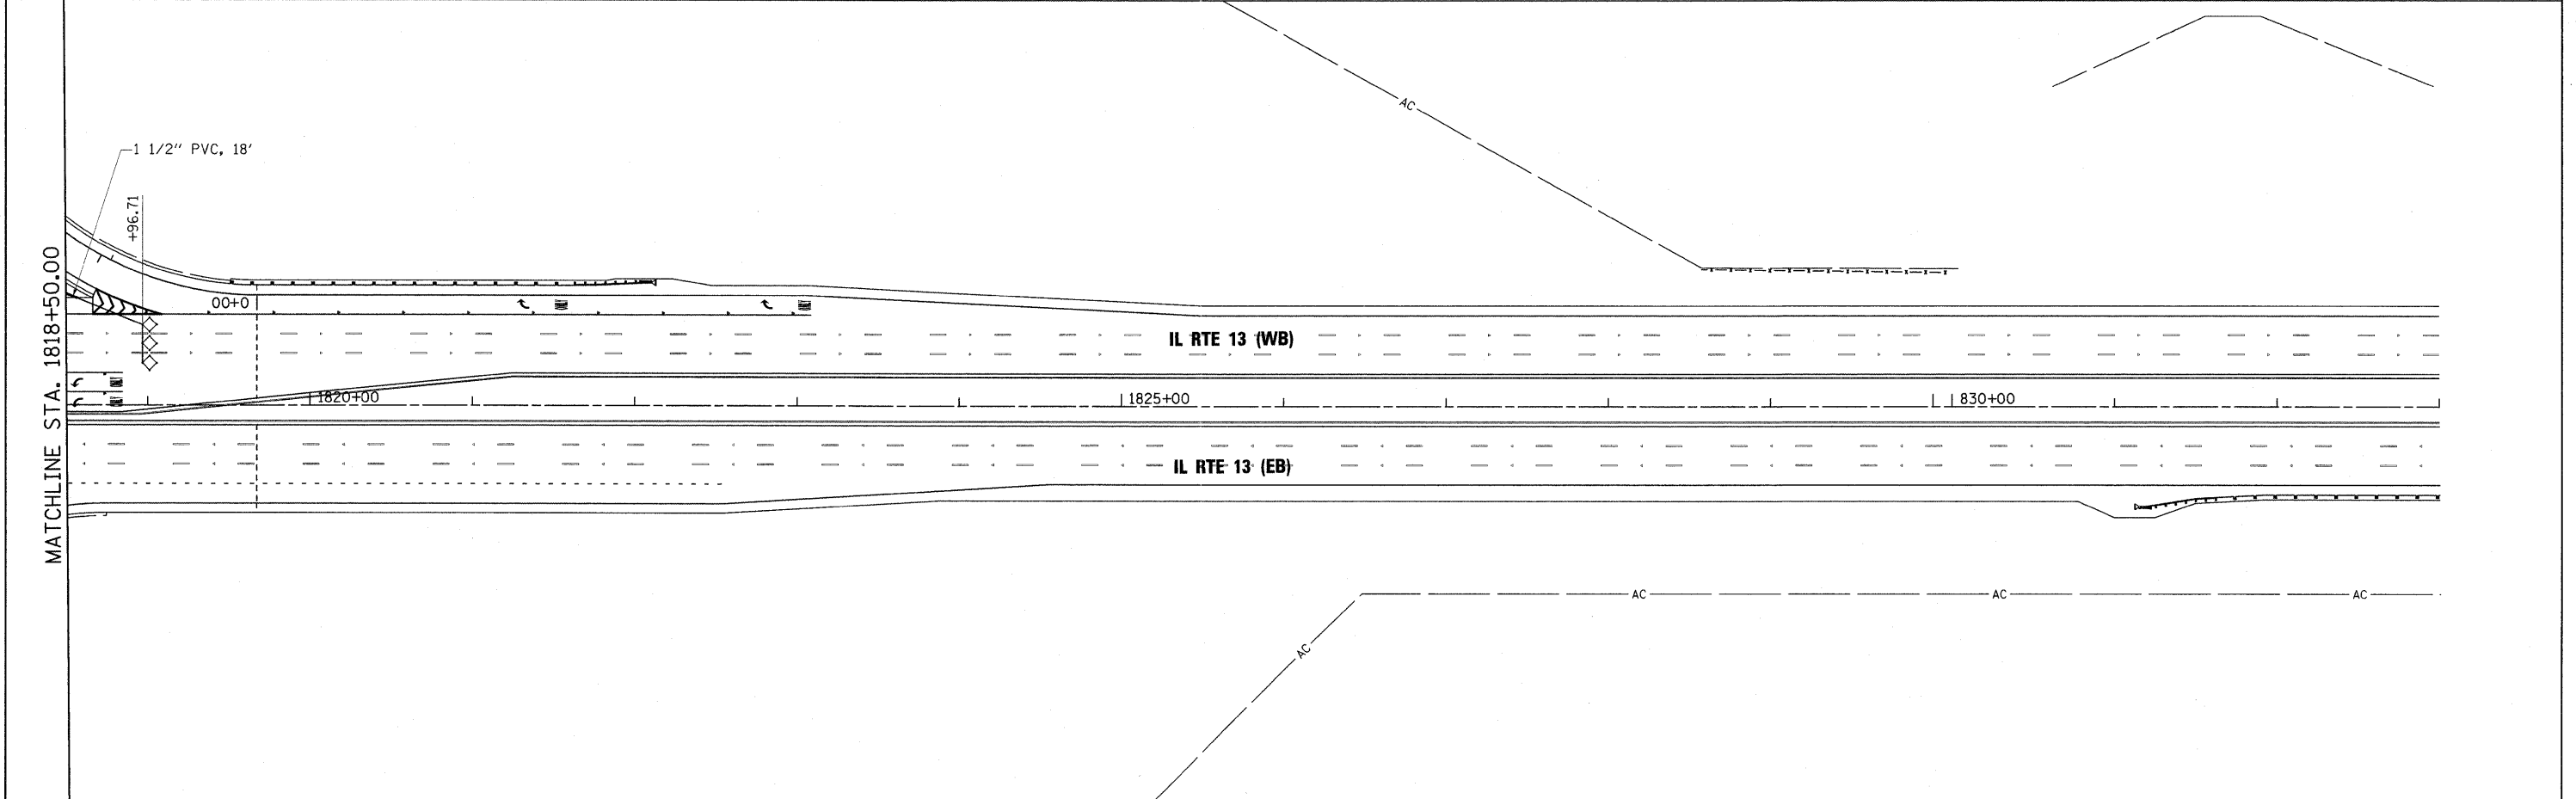 AC
1 1/2" PVC, 18'
+96.71
MATCHLINE STA. 1818+50.00
00+0
IL RTE 13 (WB)
1820+00
1825+00
830+00
IL RTE 13 (EB)
AC
AC
AC
AC